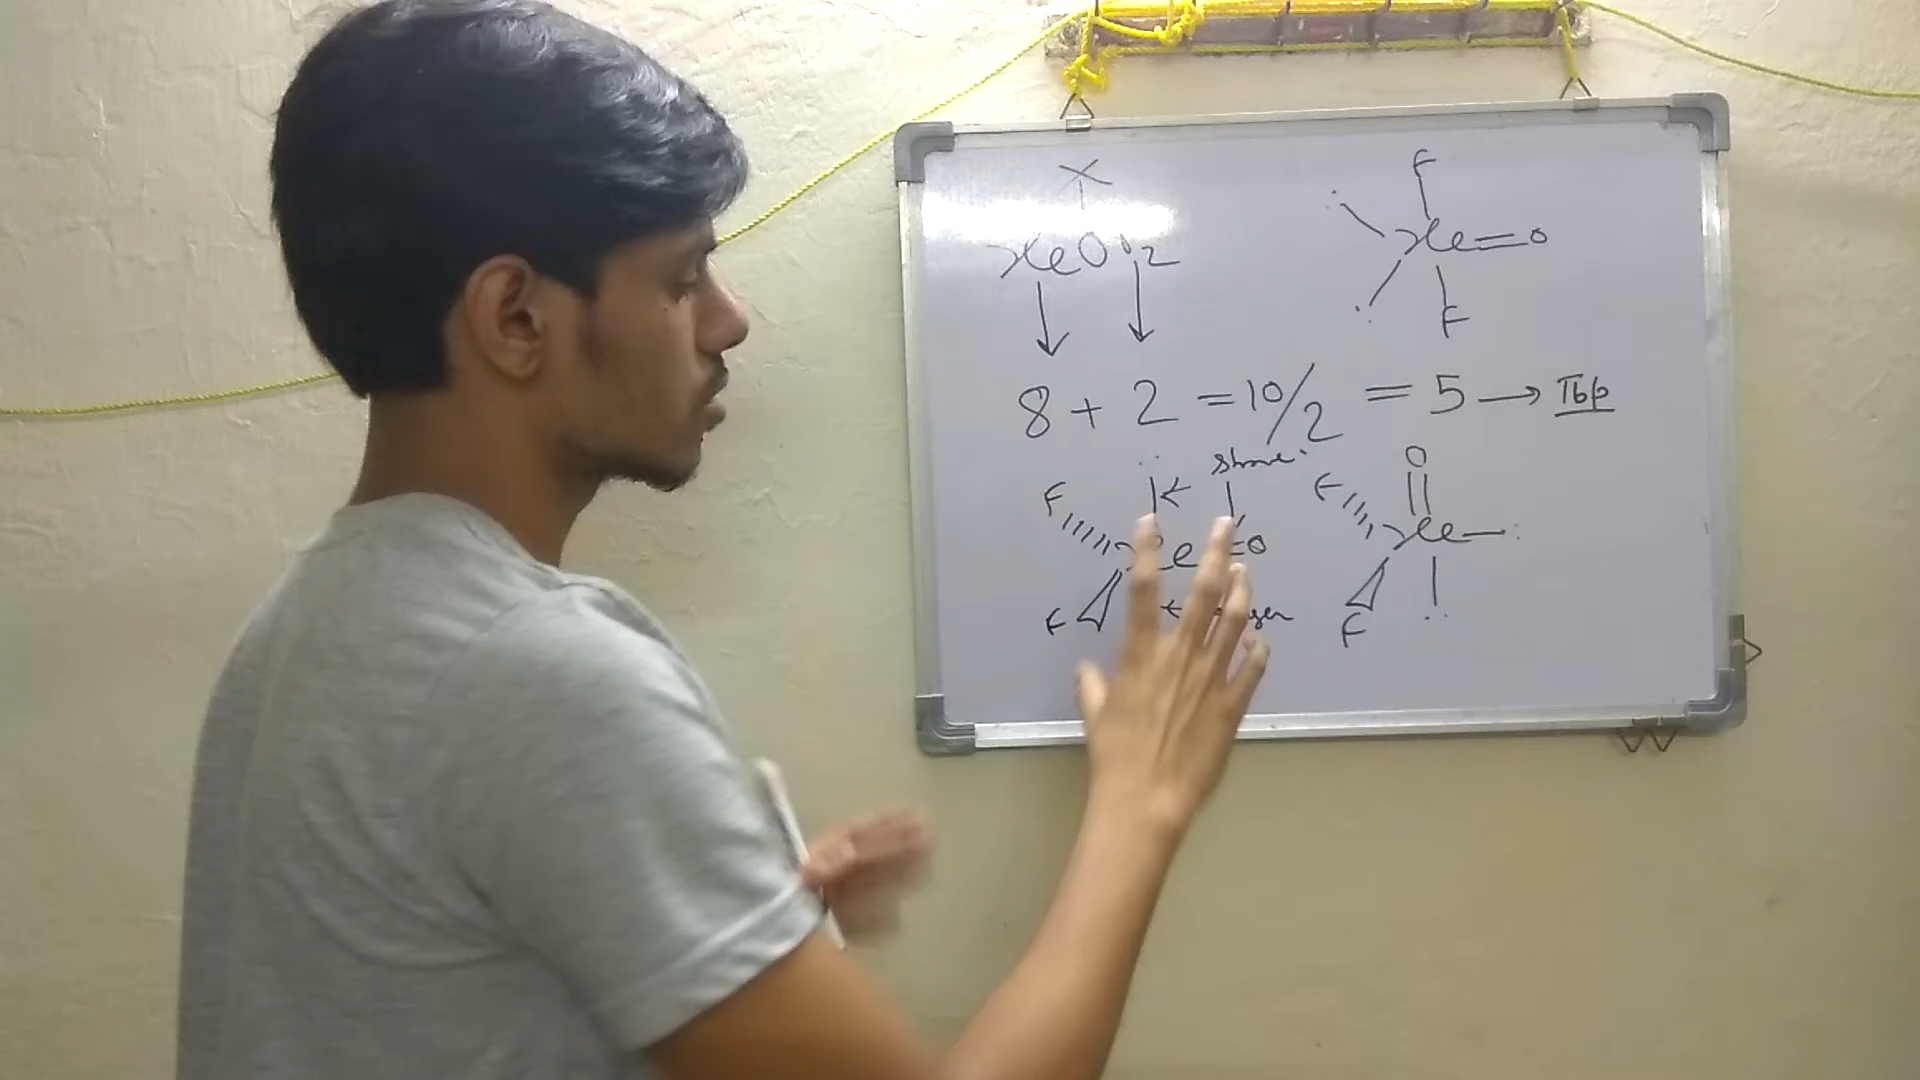 X
XeOF2
8 + 2 = 10/2 = 5 → Tbp
F
Xe=O
F
F
Xe=O
F
O
F
Xe
F